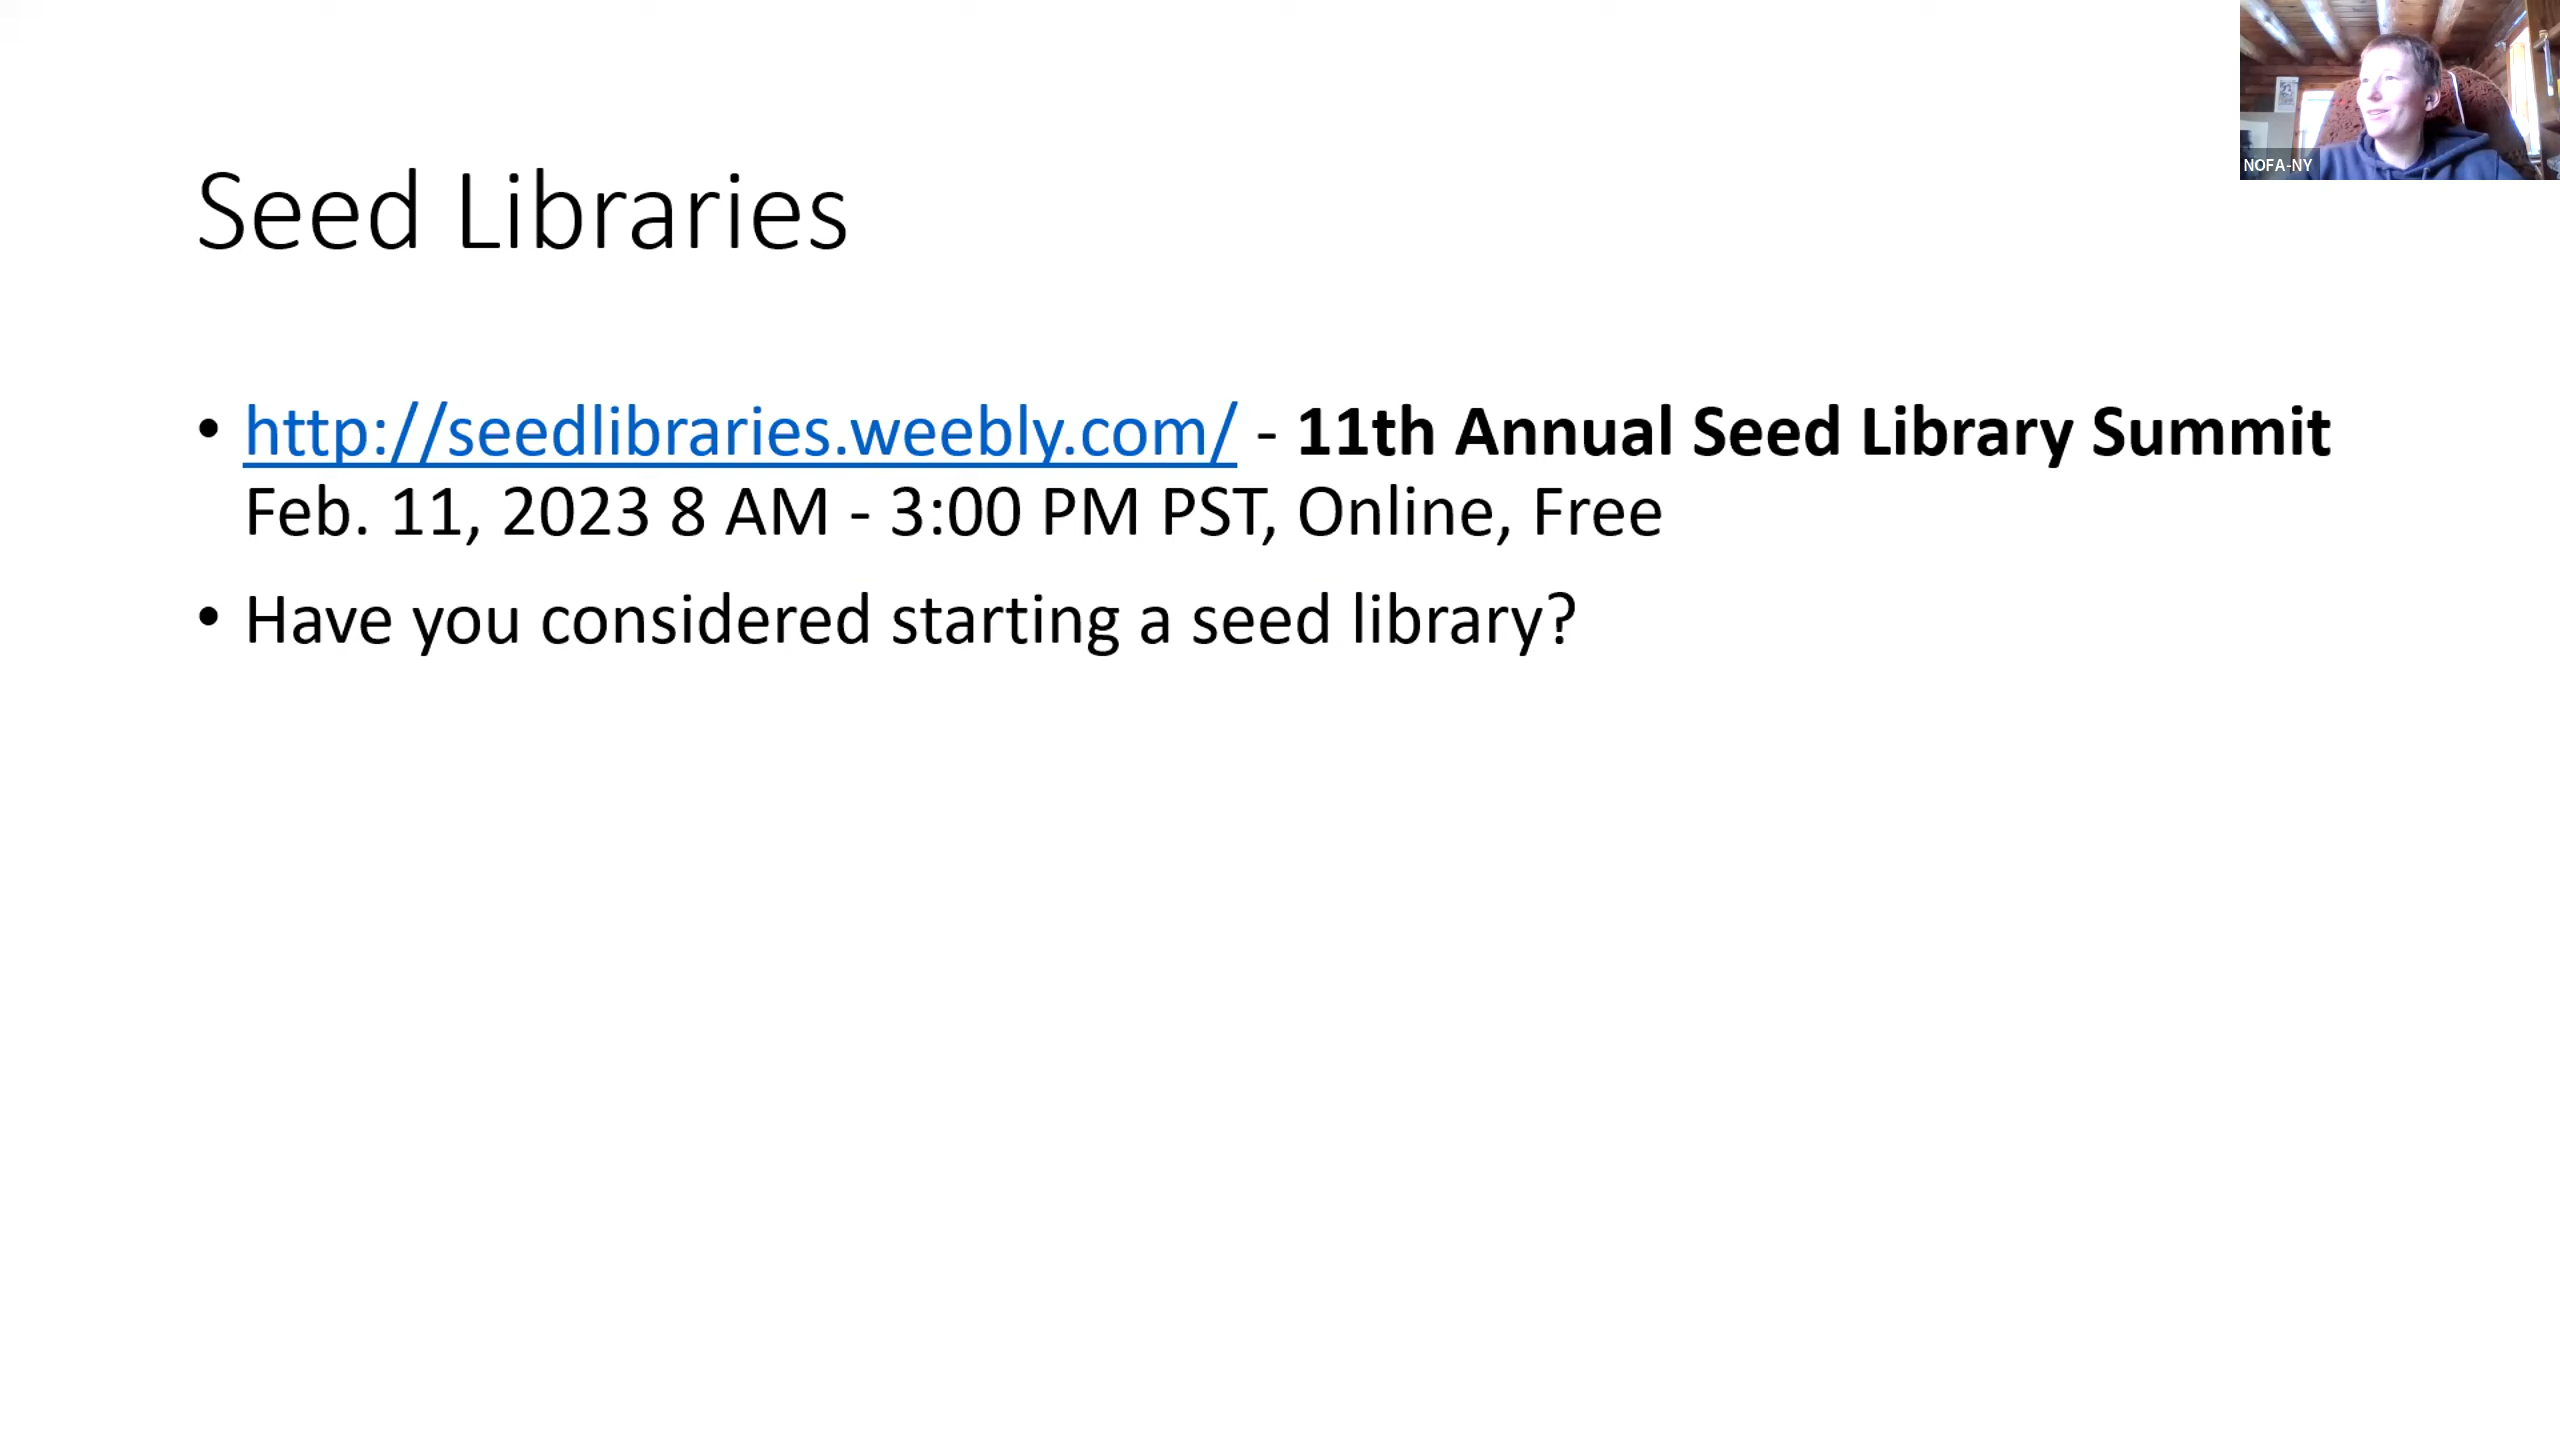 NOFA-NY
Seed Libraries
• http://seedlibraries.weebly.com/ - 11th Annual Seed Library Summit
Feb. 11, 2023 8 AM - 3:00 PM PST, Online, Free
• Have you considered starting a seed library?